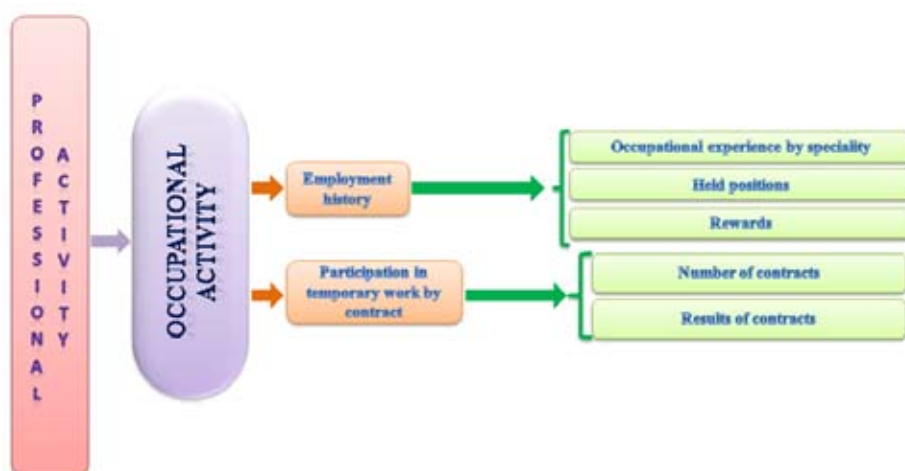 PROFESSIONAL
ACTIVITY
OCCUPATIONAL
ACTIVITY
Employment
history
Participation in
temporary work by
contract
Occupational experience by speciality
Held positions
Rewards
Number of contracts
Results of contracts